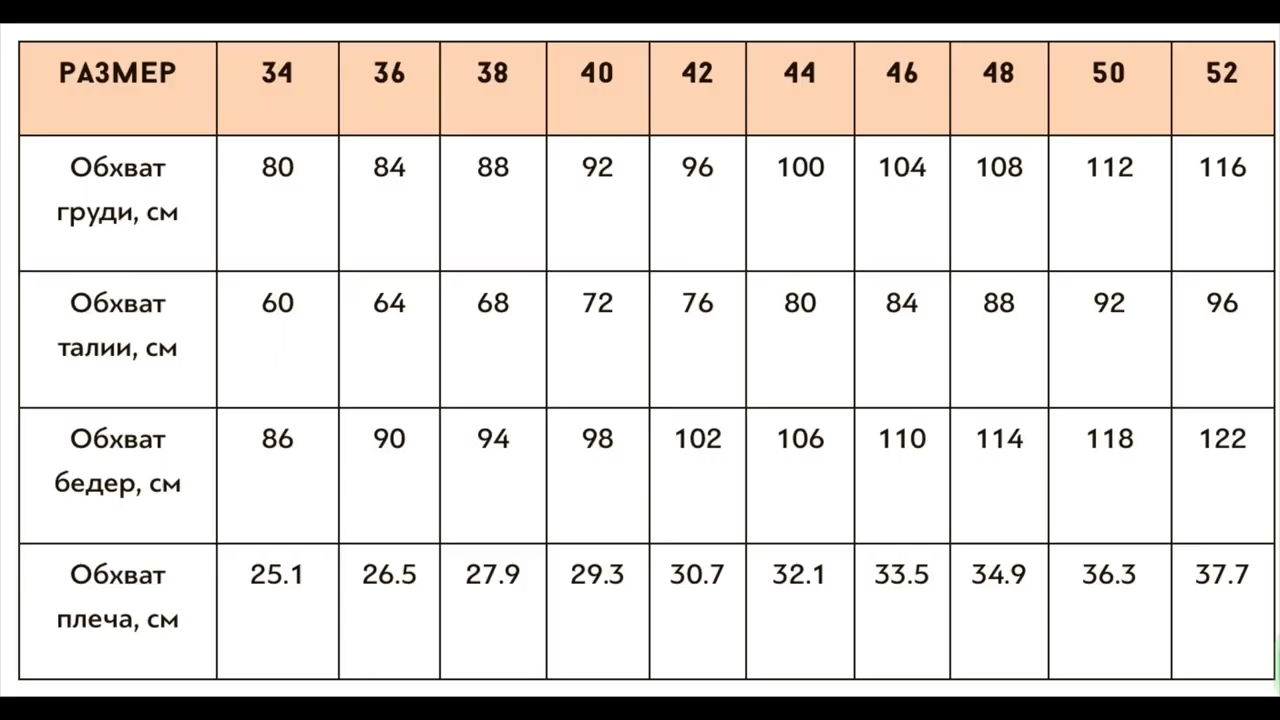 РАЗМЕР 34 36 38 40 42 44 46 48 50 52
Обхват 80 84 88 92 96 100 104 108 112 116
груди, см
Обхват 60 64 68 72 76 80 84 88 92 96
талии, см
Обхват 86 90 94 98 102 106 110 114 118 122
бедер, см
Обхват 25.1 26.5 27.9 29.3 30.7 32.1 33.5 34.9 36.3 37.7
плеча, см